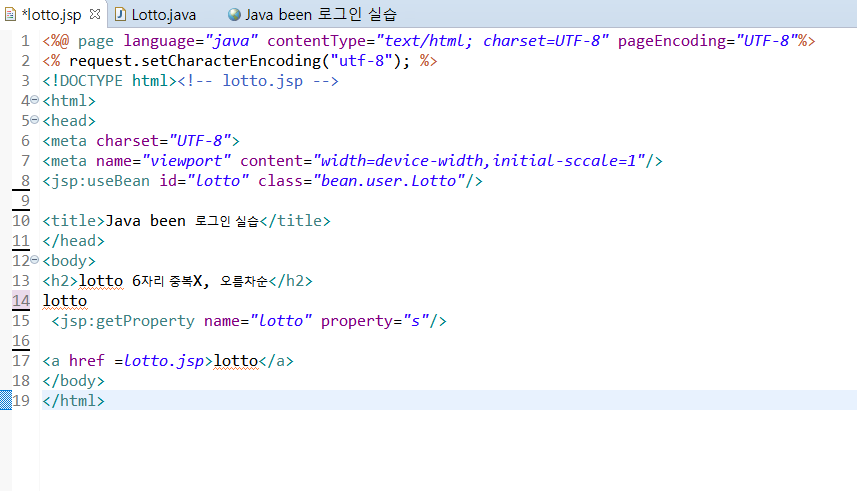 *lotto.jsp Lotto.java Java been 로그인 실습
1 <%@ page language="java" contentType="text/html; charset=UTF-8" pageEncoding="UTF-8"%>
2 <% request.setCharacterEncoding("utf-8"); %>
3 <!DOCTYPE html><!-- lotto.jsp -->
4 <html>
5 <head>
6 <meta charset="UTF-8">
7 <meta name="viewport" content="width=device-width,initial-sccale=1"/>
8 <jsp:useBean id="lotto" class="bean.user.Lotto"/>
9
10 <title>Java been 로그인 실습</title>
11 </head>
12 <body>
13 <h2>lotto 6자리 중복X, 오름차순</h2>
14 lotto
15 <jsp:getProperty name="lotto" property="s"/>
16
17 <a href =lotto.jsp>lotto</a>
18 </body>
19 </html>